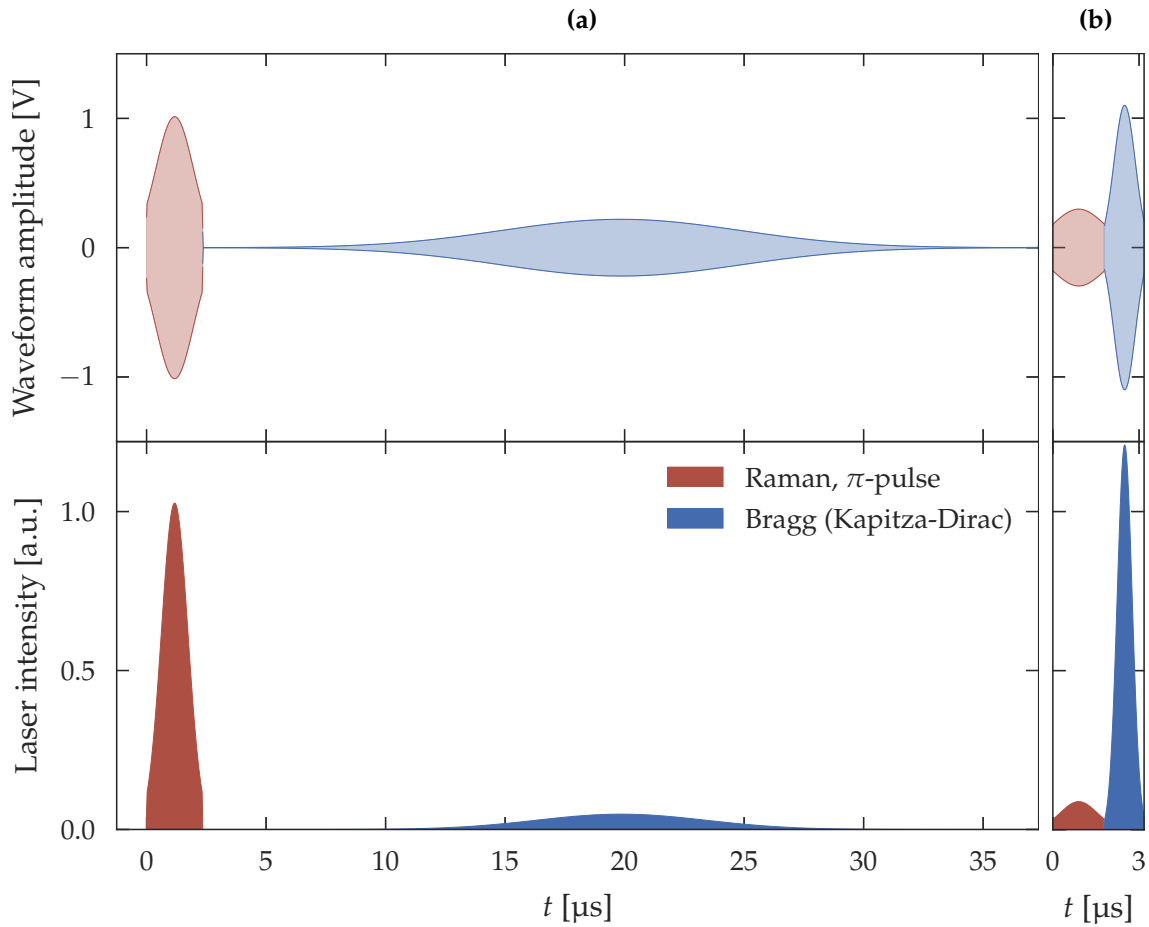 (a)
(b)
Waveform amplitude [V]
1
0
−1
Laser intensity [a.u.]
1.0
0.5
0.0
Raman, π-pulse
Bragg (Kapitza-Dirac)
0 5 10 15 20 25 30 35
0 3
t [µs]
t [µs]